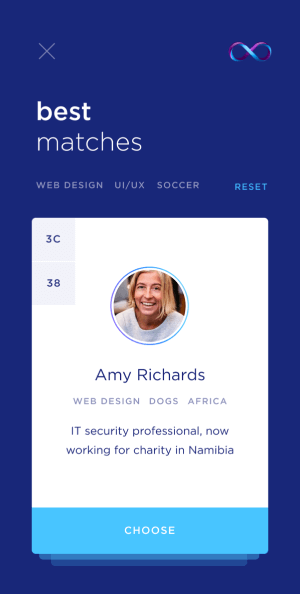 best
matches
WEB DESIGN UI/UX SOCCER RESET
3C
38
Amy Richards
WEB DESIGN DOGS AFRICA
IT security professional, now
working for charity in Namibia
CHOOSE